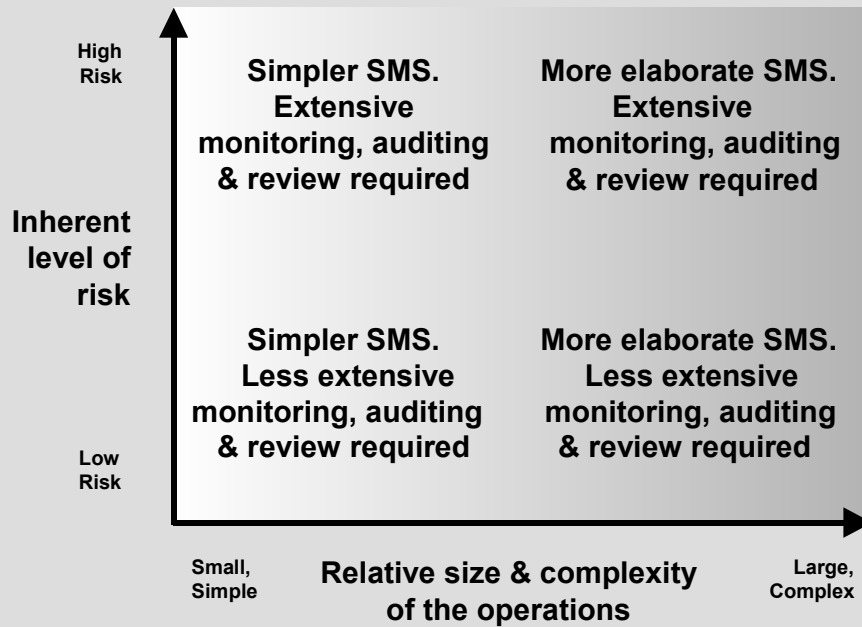 High
Risk
Simpler SMS.
Extensive
monitoring, auditing
& review required
More elaborate SMS.
Extensive
monitoring, auditing
& review required
Inherent
level of
risk
Simpler SMS.
Less extensive
monitoring, auditing
& review required
More elaborate SMS.
Less extensive
monitoring, auditing
& review required
Low
Risk
Small,
Simple
Relative size & complexity
of the operations
Large,
Complex